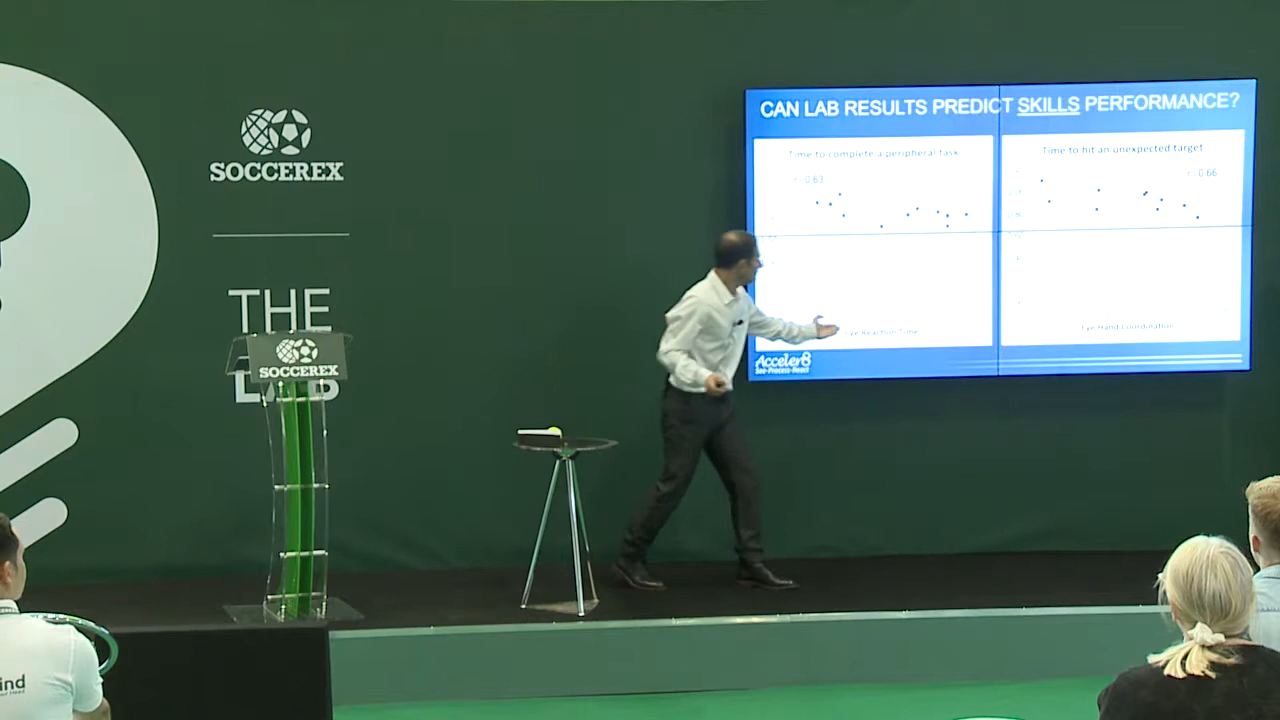 SOCCEREX
THE
LAB
SOCCEREX
CAN LAB RESULTS PREDICT SKILLS PERFORMANCE?
Time to complete a peripheral task
0.63
Time to hit an unexpected target
0.66
Eye Reaction Time
Eye Hand Coordination
Acceler8
See-Process-React
ind